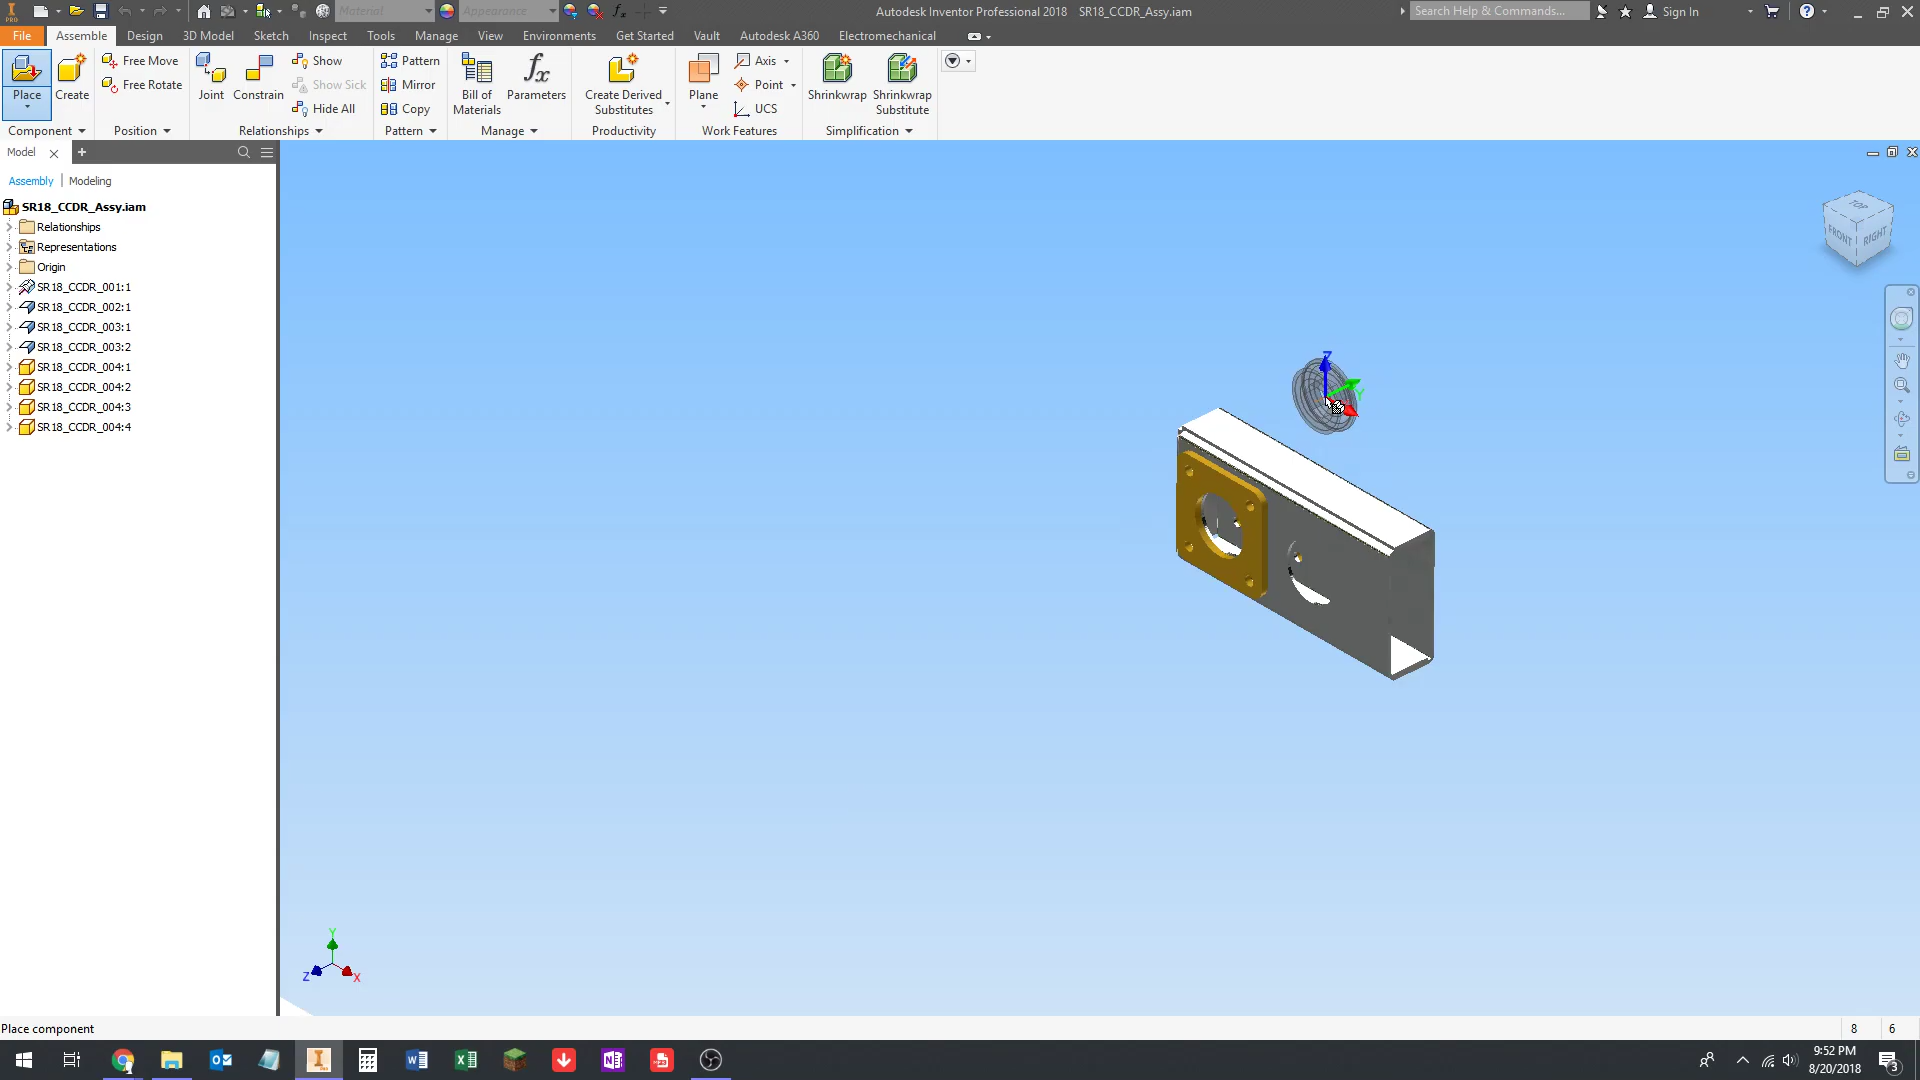 PRO
Material
Appearance
Autodesk Inventor Professional 2018 SR18_CCDR_Assy.iam
Search Help & Commands...
Sign In
File
Assemble
Design
3D Model
Sketch
Inspect
Tools
Manage
View
Environments
Get Started
Vault
Autodesk A360
Electromechanical
Place
Create
Free Move
Free Rotate
Joint
Constrain
Show
Show Sick
Hide All
Pattern
Mirror
Copy
Bill of Materials
Parameters
Create Derived Substitutes
Plane
Axis
Point
UCS
Shrinkwrap
Shrinkwrap Substitute
Component
Position
Relationships
Pattern
Manage
Productivity
Work Features
Simplification
Model
Assembly | Modeling
SR18_CCDR_Assy.iam
Relationships
Representations
Origin
SR18_CCDR_001:1
SR18_CCDR_002:1
SR18_CCDR_003:1
SR18_CCDR_003:2
SR18_CCDR_004:1
SR18_CCDR_004:2
SR18_CCDR_004:3
SR18_CCDR_004:4
TOP
FRONT
RIGHT
Z
Y
Y
Z
X
Place component
8
6
9:52 PM
8/20/2018
3